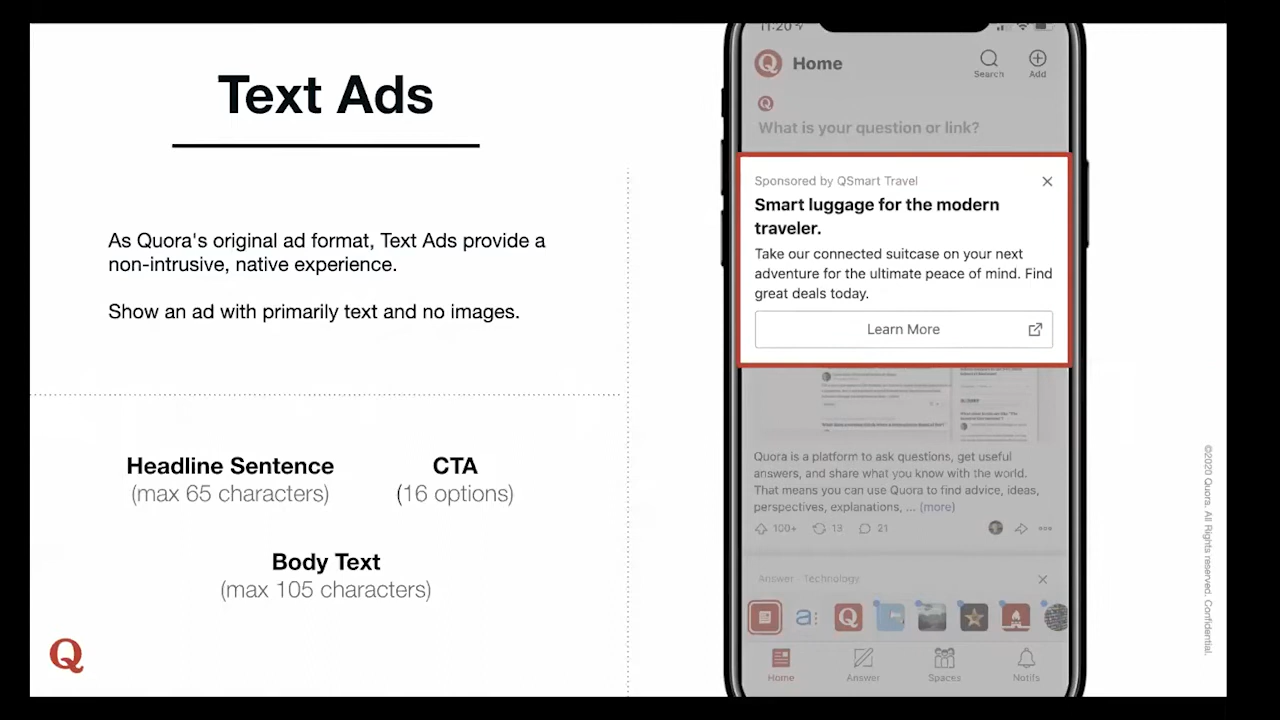 Text Ads
As Quora's original ad format, Text Ads provide a
non-intrusive, native experience.
Show an ad with primarily text and no images.
Headline Sentence
(max 65 characters)
CTA
(16 options)
Body Text
(max 105 characters)
Q
11:20
Q Home
Search
Add
Q
What is your question or link?
Sponsored by QSmart Travel
Smart luggage for the modern
traveler.
Take our connected suitcase on your next
adventure for the ultimate peace of mind. Find
great deals today.
Learn More
Quora is a platform to ask questions, get useful
answers, and share what you know with the world.
That means you can use Quora to find advice, ideas,
perspectives, explanations, ... (more)
100+ 13 21
Answer · Technology
a: Q
Home Answer Spaces Notifs
©2020 Quora. All Rights reserved. Confidential.